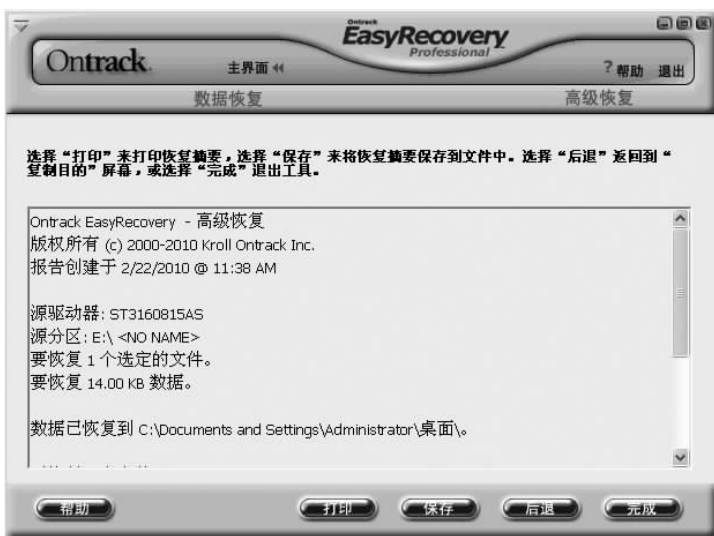 Ontrack
EasyRecovery
Professional
Ontrack.
主界面
? 帮助 退出
数据恢复
高级恢复
选择“打印”来打印恢复摘要，选择“保存”来将恢复摘要保存到文件中。选择“后退”返回到“
复制目的”屏幕，或选择“完成”退出工具。
Ontrack EasyRecovery - 高级恢复
版权所有 (c) 2000-2010 Kroll Ontrack Inc.
报告创建于 2/22/2010 @ 11:38 AM
源驱动器: ST3160815AS
源分区: E:\ <NO NAME>
要恢复 1 个选定的文件。
要恢复 14.00 KB 数据。
数据已恢复到 C:\Documents and Settings\Administrator\桌面\。
帮助 打印 保存 后退 完成